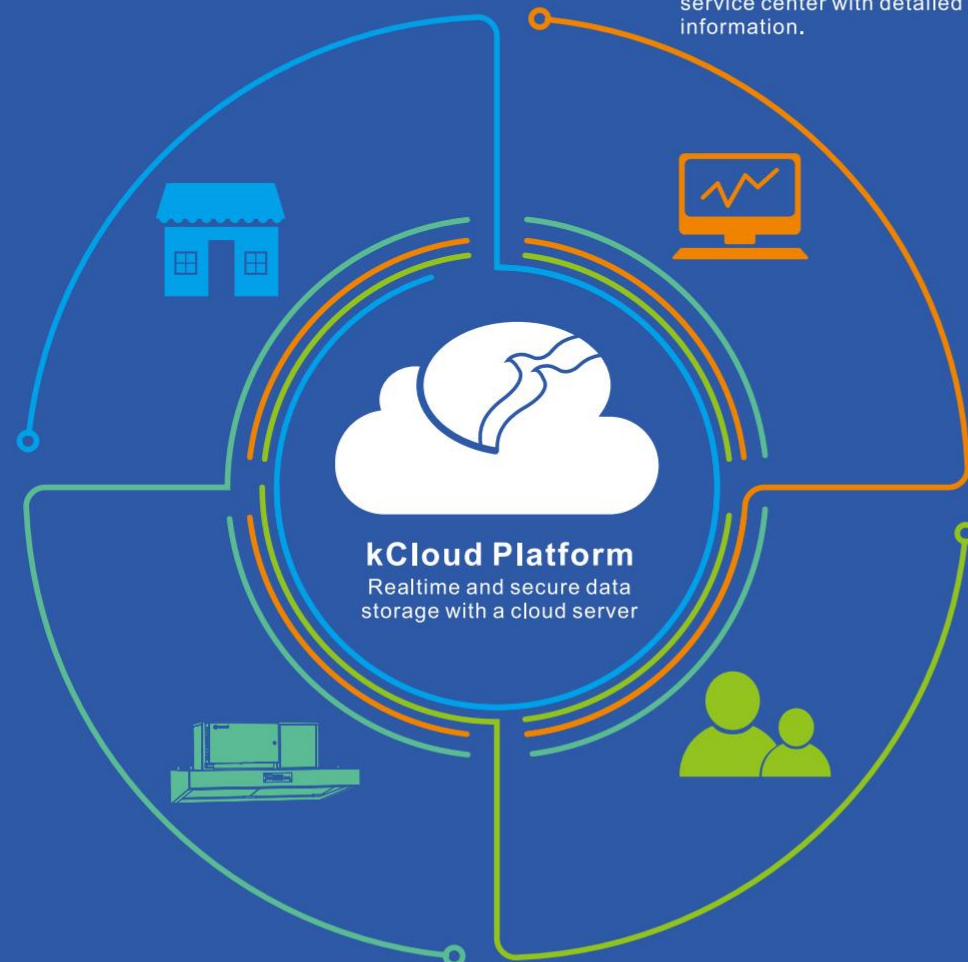 service center with detailed
information.
kCloud Platform
Realtime and secure data
storage with a cloud server